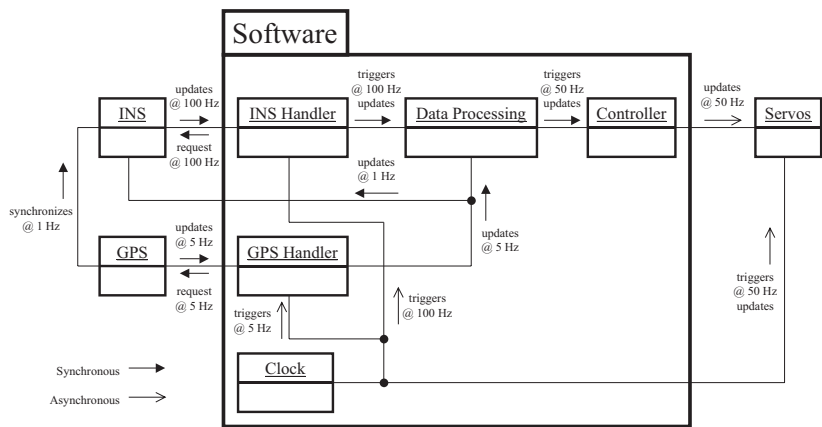 Software
updates
@ 100 Hz
triggers
@ 100 Hz
updates
triggers
@ 50 Hz
updates
updates
@ 50 Hz
INS
INS Handler
Data Processing
Controller
Servos
request
@ 100 Hz
updates
@ 1 Hz
synchronizes
@ 1 Hz
updates
@ 5 Hz
updates
@ 5 Hz
GPS
GPS Handler
request
@ 5 Hz
triggers
@ 5 Hz
triggers
@ 100 Hz
triggers
@ 50 Hz
updates
Clock
Synchronous
Asynchronous